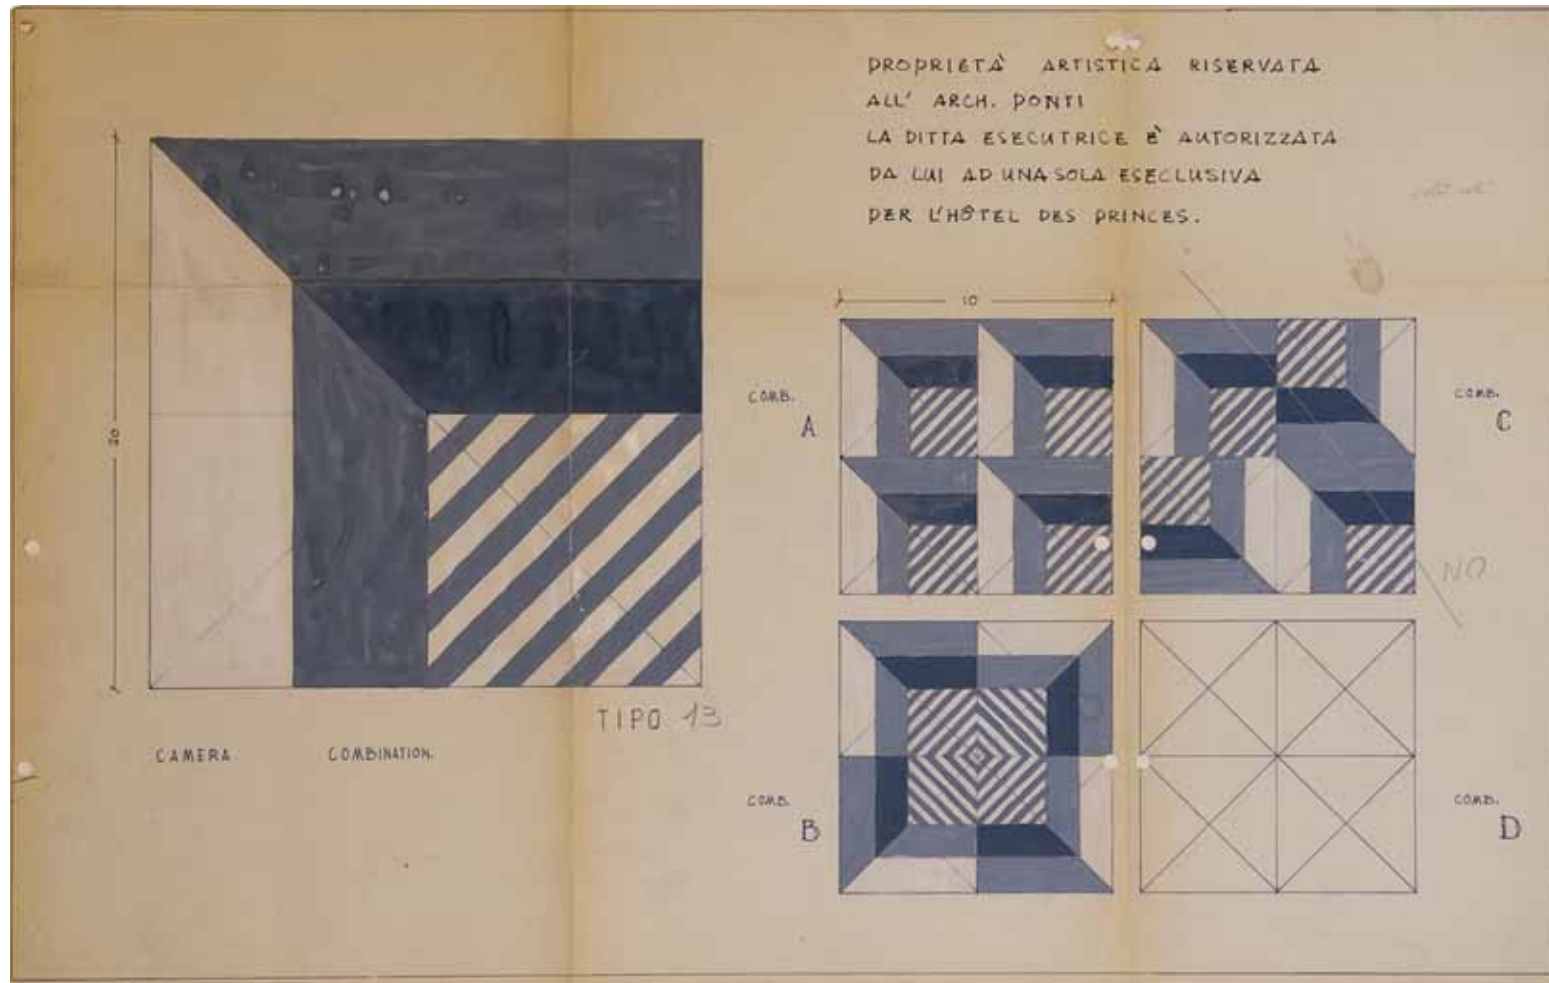 PROPRIETÀ ARTISTICA RISERVATA
ALL' ARCH. PONTI
LA DITTA ESECUTRICE È AUTORIZZATA
DA LUI AD UNA SOLA ESECLUSIVA
PER L'HÔTEL DES PRINCES.
20
10
COMB.
A
COMB.
C
NO
TIPO 13
CAMERA COMBINATION.
COMB.
B
COMB.
D